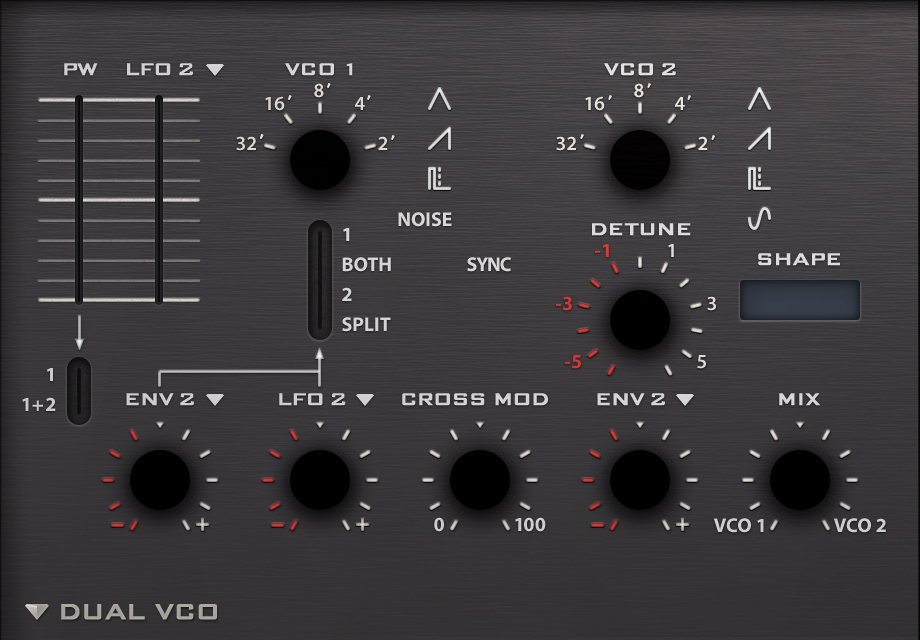 PW LFO 2 VCO 1 VCO 2
8' 8'
16' 4' 16' 4'
32' 2' 32' 2'
NOISE
DETUNE
1
-1 1
BOTH SYNC
SHAPE
2
-3 3
SPLIT
-5 5
1
1+2
ENV 2 LFO 2 CROSS MOD ENV 2 MIX
+ + 0 100 + VCO 1 VCO 2
DUAL VCO